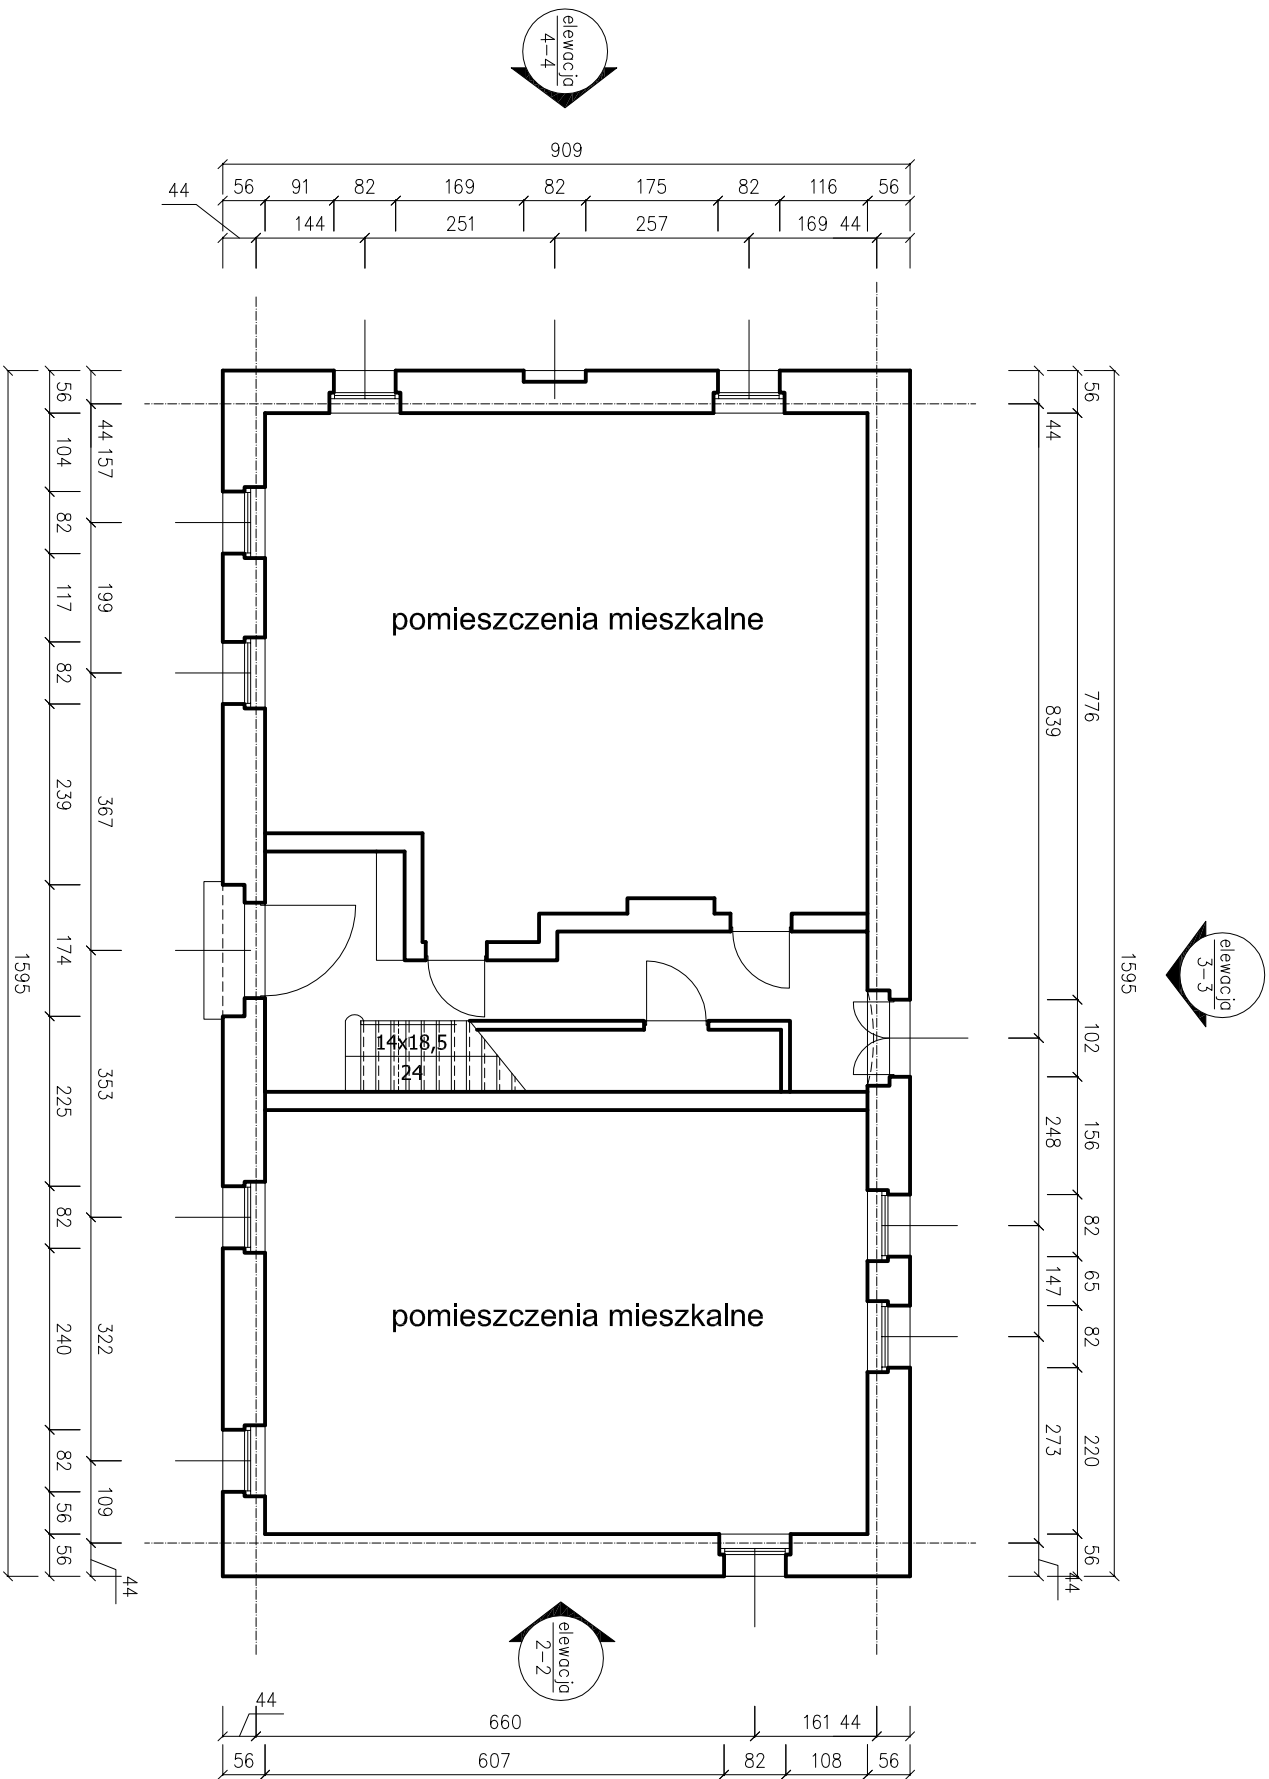 elewacja
4-4
909
56 91 82 169 82 175 82 116 56
44
144 251 257 169 44
56 104 82 117 82 239 174 225 82 240 82 56 56
44 157 199 367 353 322 109 44
1595
pomieszczenia mieszkalne
14x18,5
24
pomieszczenia mieszkalne
56 776 102 156 82 65 82 220 56
44 839 248 147 273 44
1595
elewacja
3-3
elewacja
2-2
44
660 161 44
56 607 82 108 56